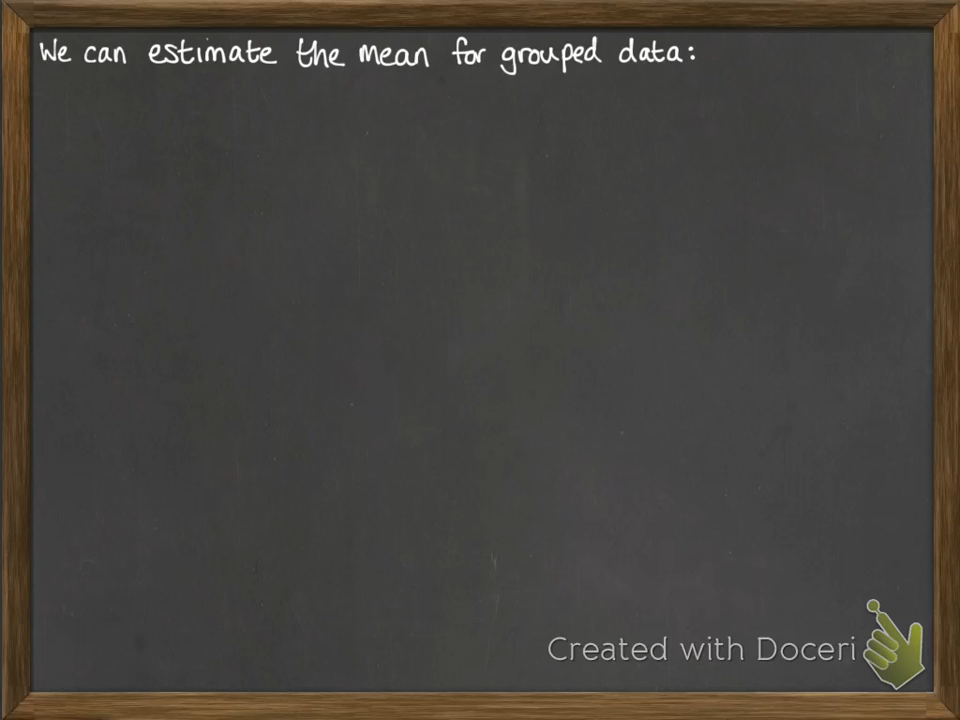 We can estimate the mean for grouped data:
Created with Doceri